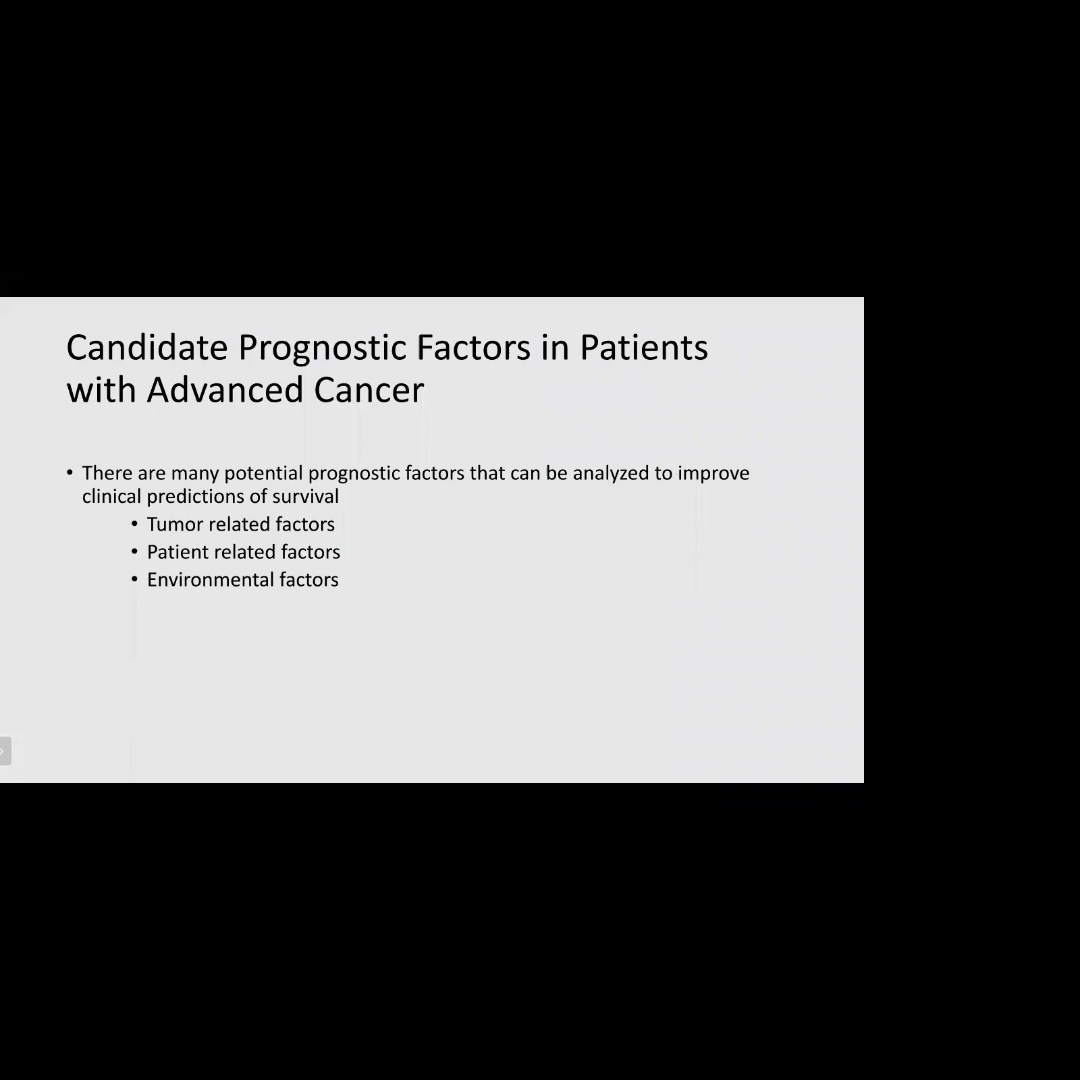 Candidate Prognostic Factors in Patients
with Advanced Cancer
• There are many potential prognostic factors that can be analyzed to improve
clinical predictions of survival
• Tumor related factors
• Patient related factors
• Environmental factors